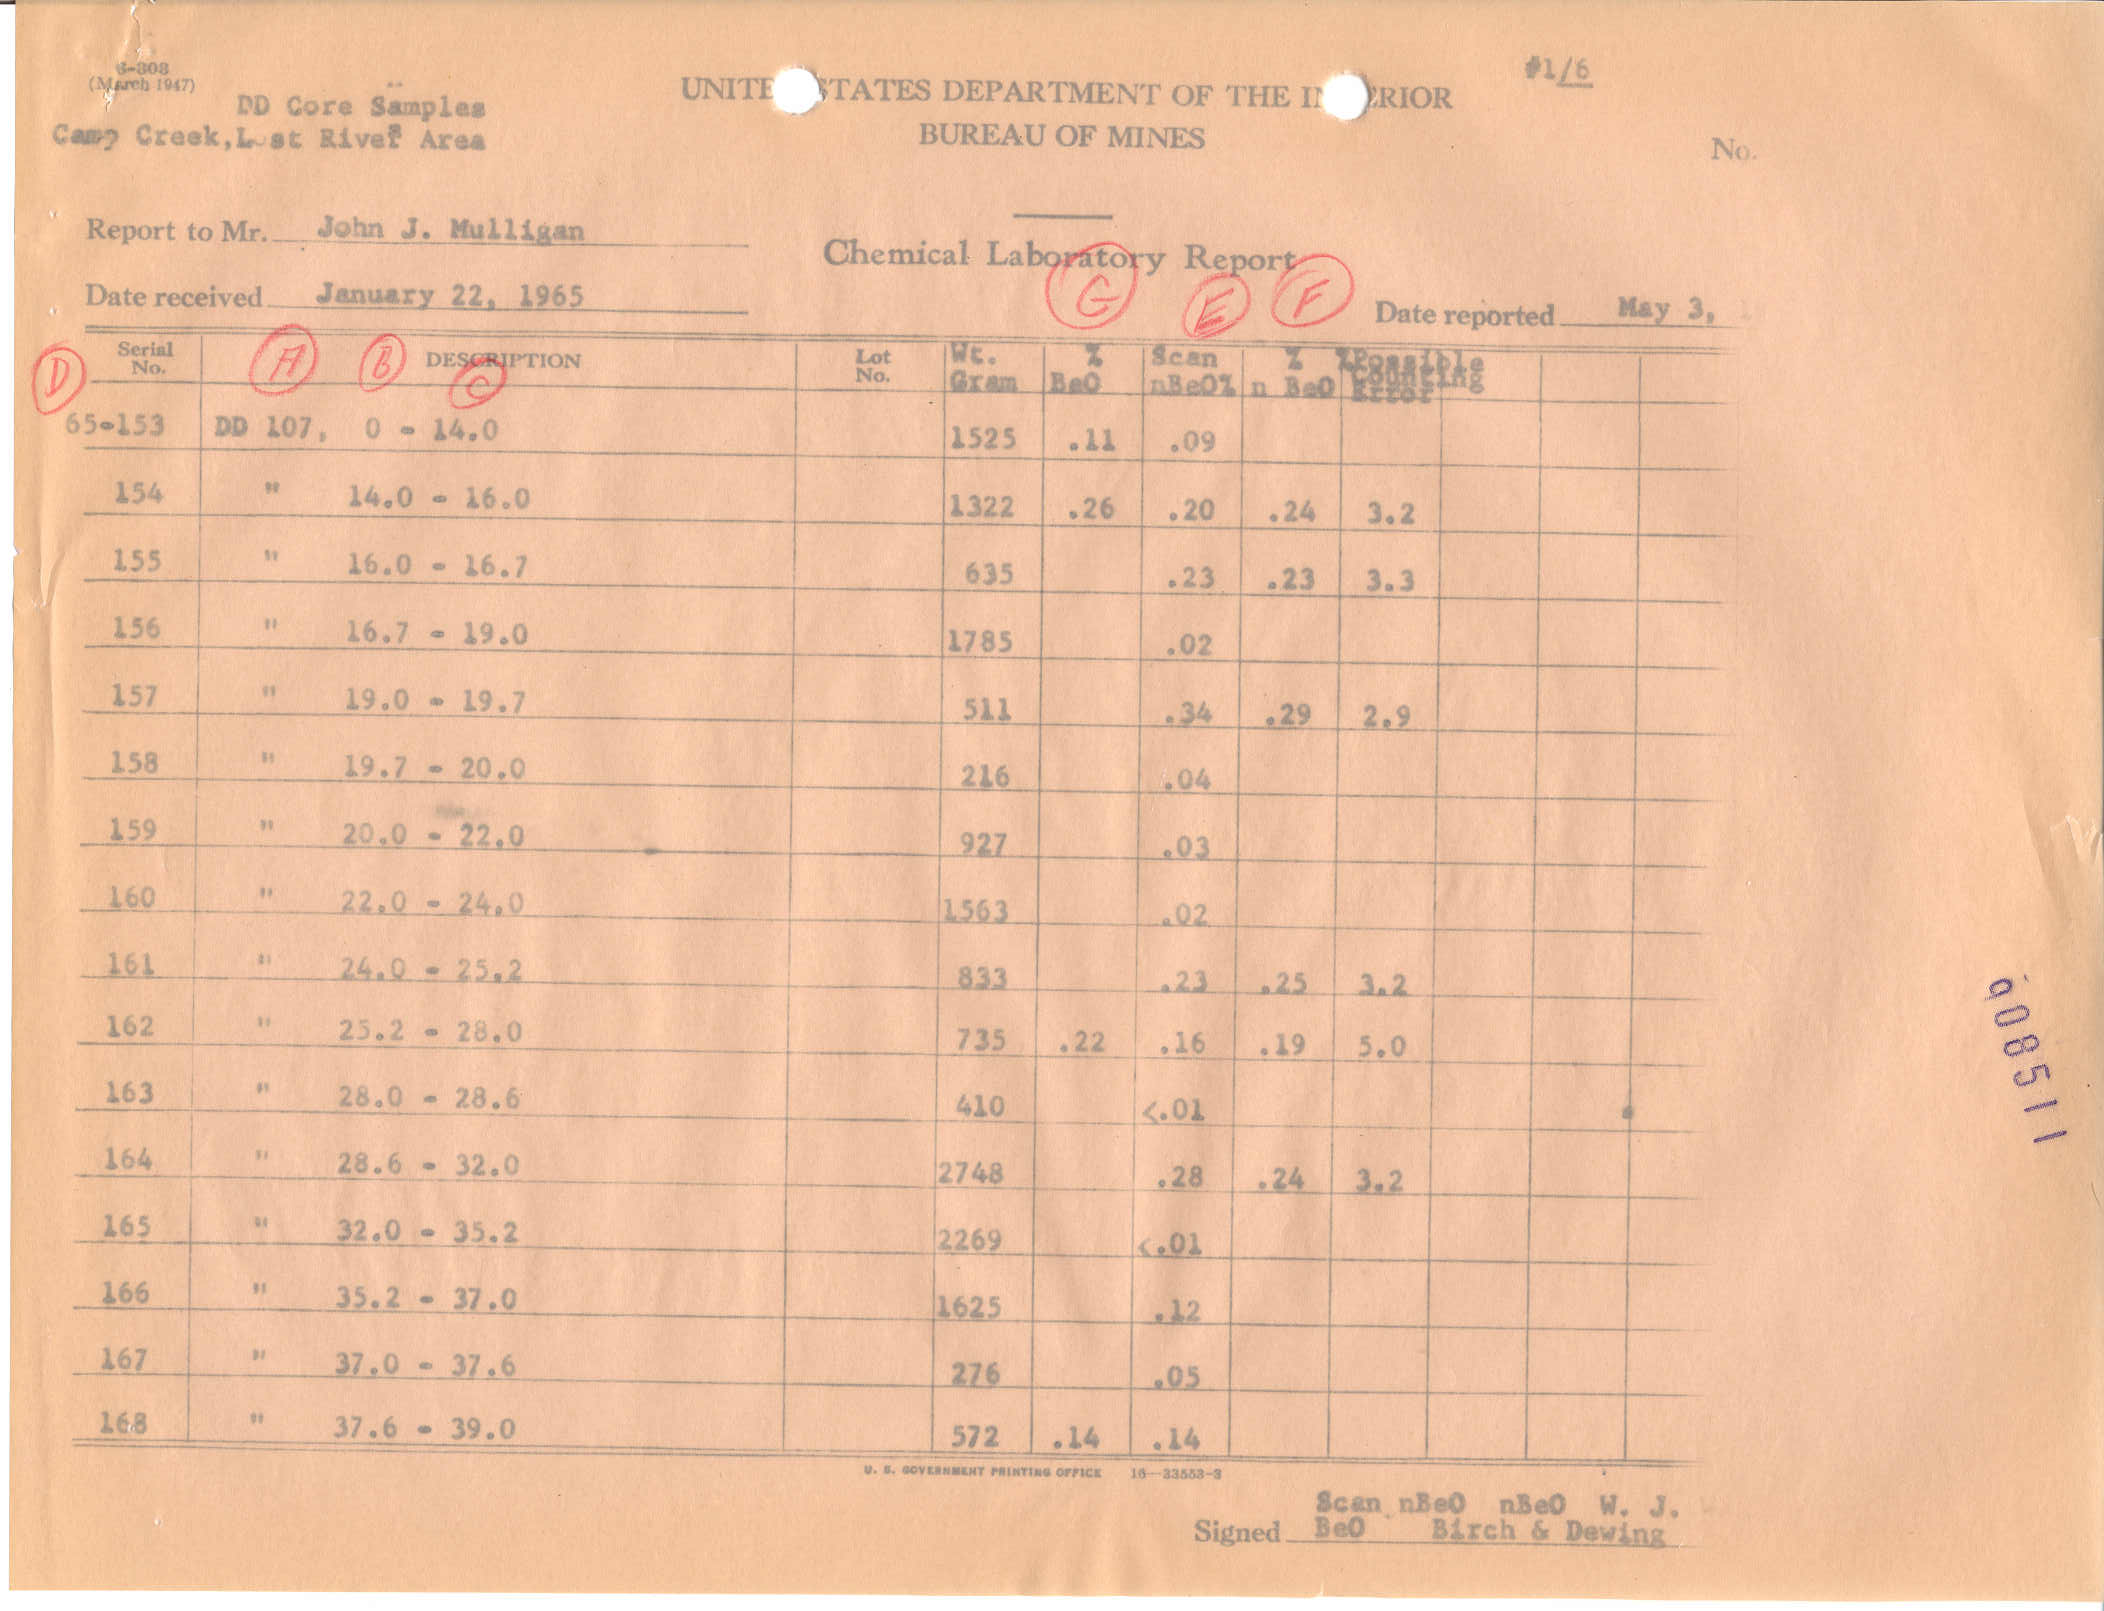 6-303
(March 1947)
#1/6
DD Core Samples
Camp Creek, Lost River Area
UNITE STATES DEPARTMENT OF THE IN ERIOR
BUREAU OF MINES
No.
Report to Mr. John J. Mulligan
Chemical Laboratory Report
Date received January 22, 1965
Date reported May 3,
G E F
D A B C
Serial No. DESCRIPTION Lot No. Wt. Gram % BeO Scan nBeO% % n BeO %Possible Counting Error
65-153 DD 107, 0 - 14.0 1525 .11 .09
154 " 14.0 - 16.0 1322 .26 .20 .24 3.2
155 " 16.0 - 16.7 635 .23 .23 3.3
156 " 16.7 - 19.0 1785 .02
157 " 19.0 - 19.7 511 .34 .29 2.9
158 " 19.7 - 20.0 216 .04
159 " 20.0 - 22.0 927 .03
160 " 22.0 - 24.0 1563 .02
161 " 24.0 - 25.2 833 .23 .25 3.2
162 " 25.2 - 28.0 735 .22 .16 .19 5.0
163 " 28.0 - 28.6 410 <.01
164 " 28.6 - 32.0 2748 .28 .24 3.2
165 " 32.0 - 35.2 2269 <.01
166 " 35.2 - 37.0 1625 .12
167 " 37.0 - 37.6 276 .05
168 " 37.6 - 39.0 572 .14 .14
U. S. GOVERNMENT PRINTING OFFICE 16—33553-3
Scan nBeO nBeO W. J.
Signed BeO Birch & Dewing